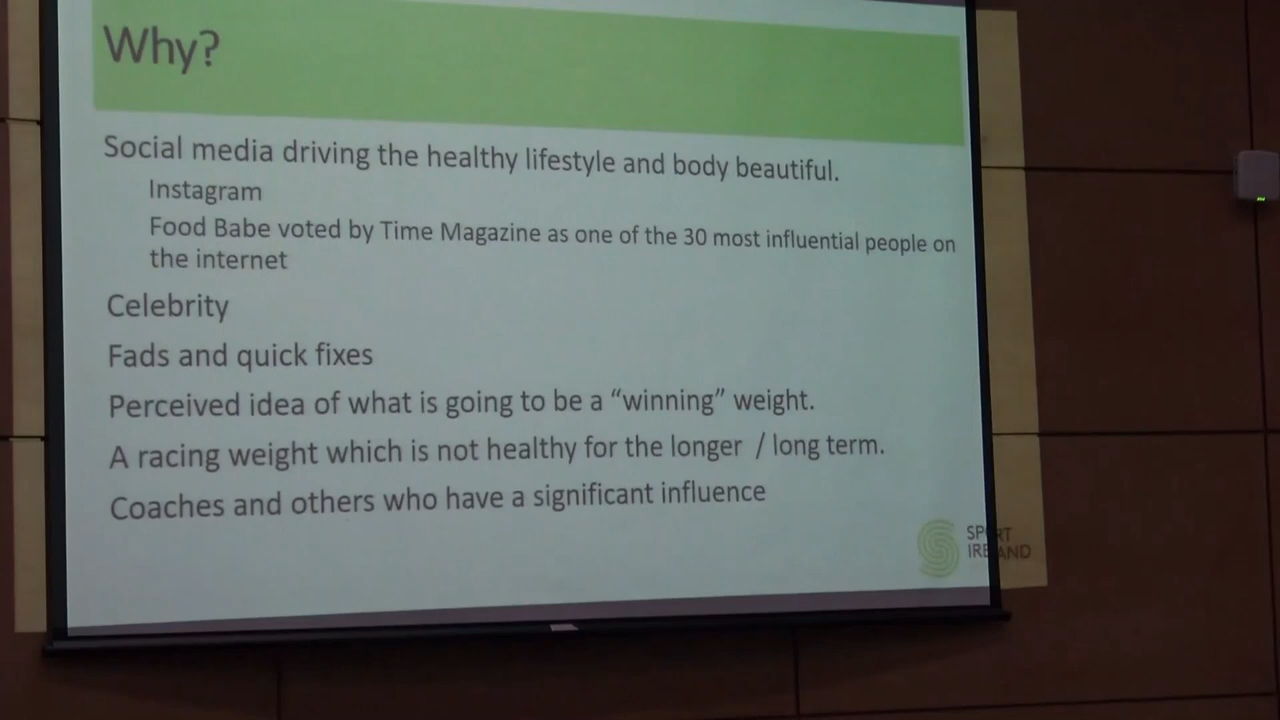 Why?
Social media driving the healthy lifestyle and body beautiful.
Instagram
Food Babe voted by Time Magazine as one of the 30 most influential people on
the internet
Celebrity
Fads and quick fixes
Perceived idea of what is going to be a “winning” weight.
A racing weight which is not healthy for the longer / long term.
Coaches and others who have a significant influence
SPORT
IRELAND